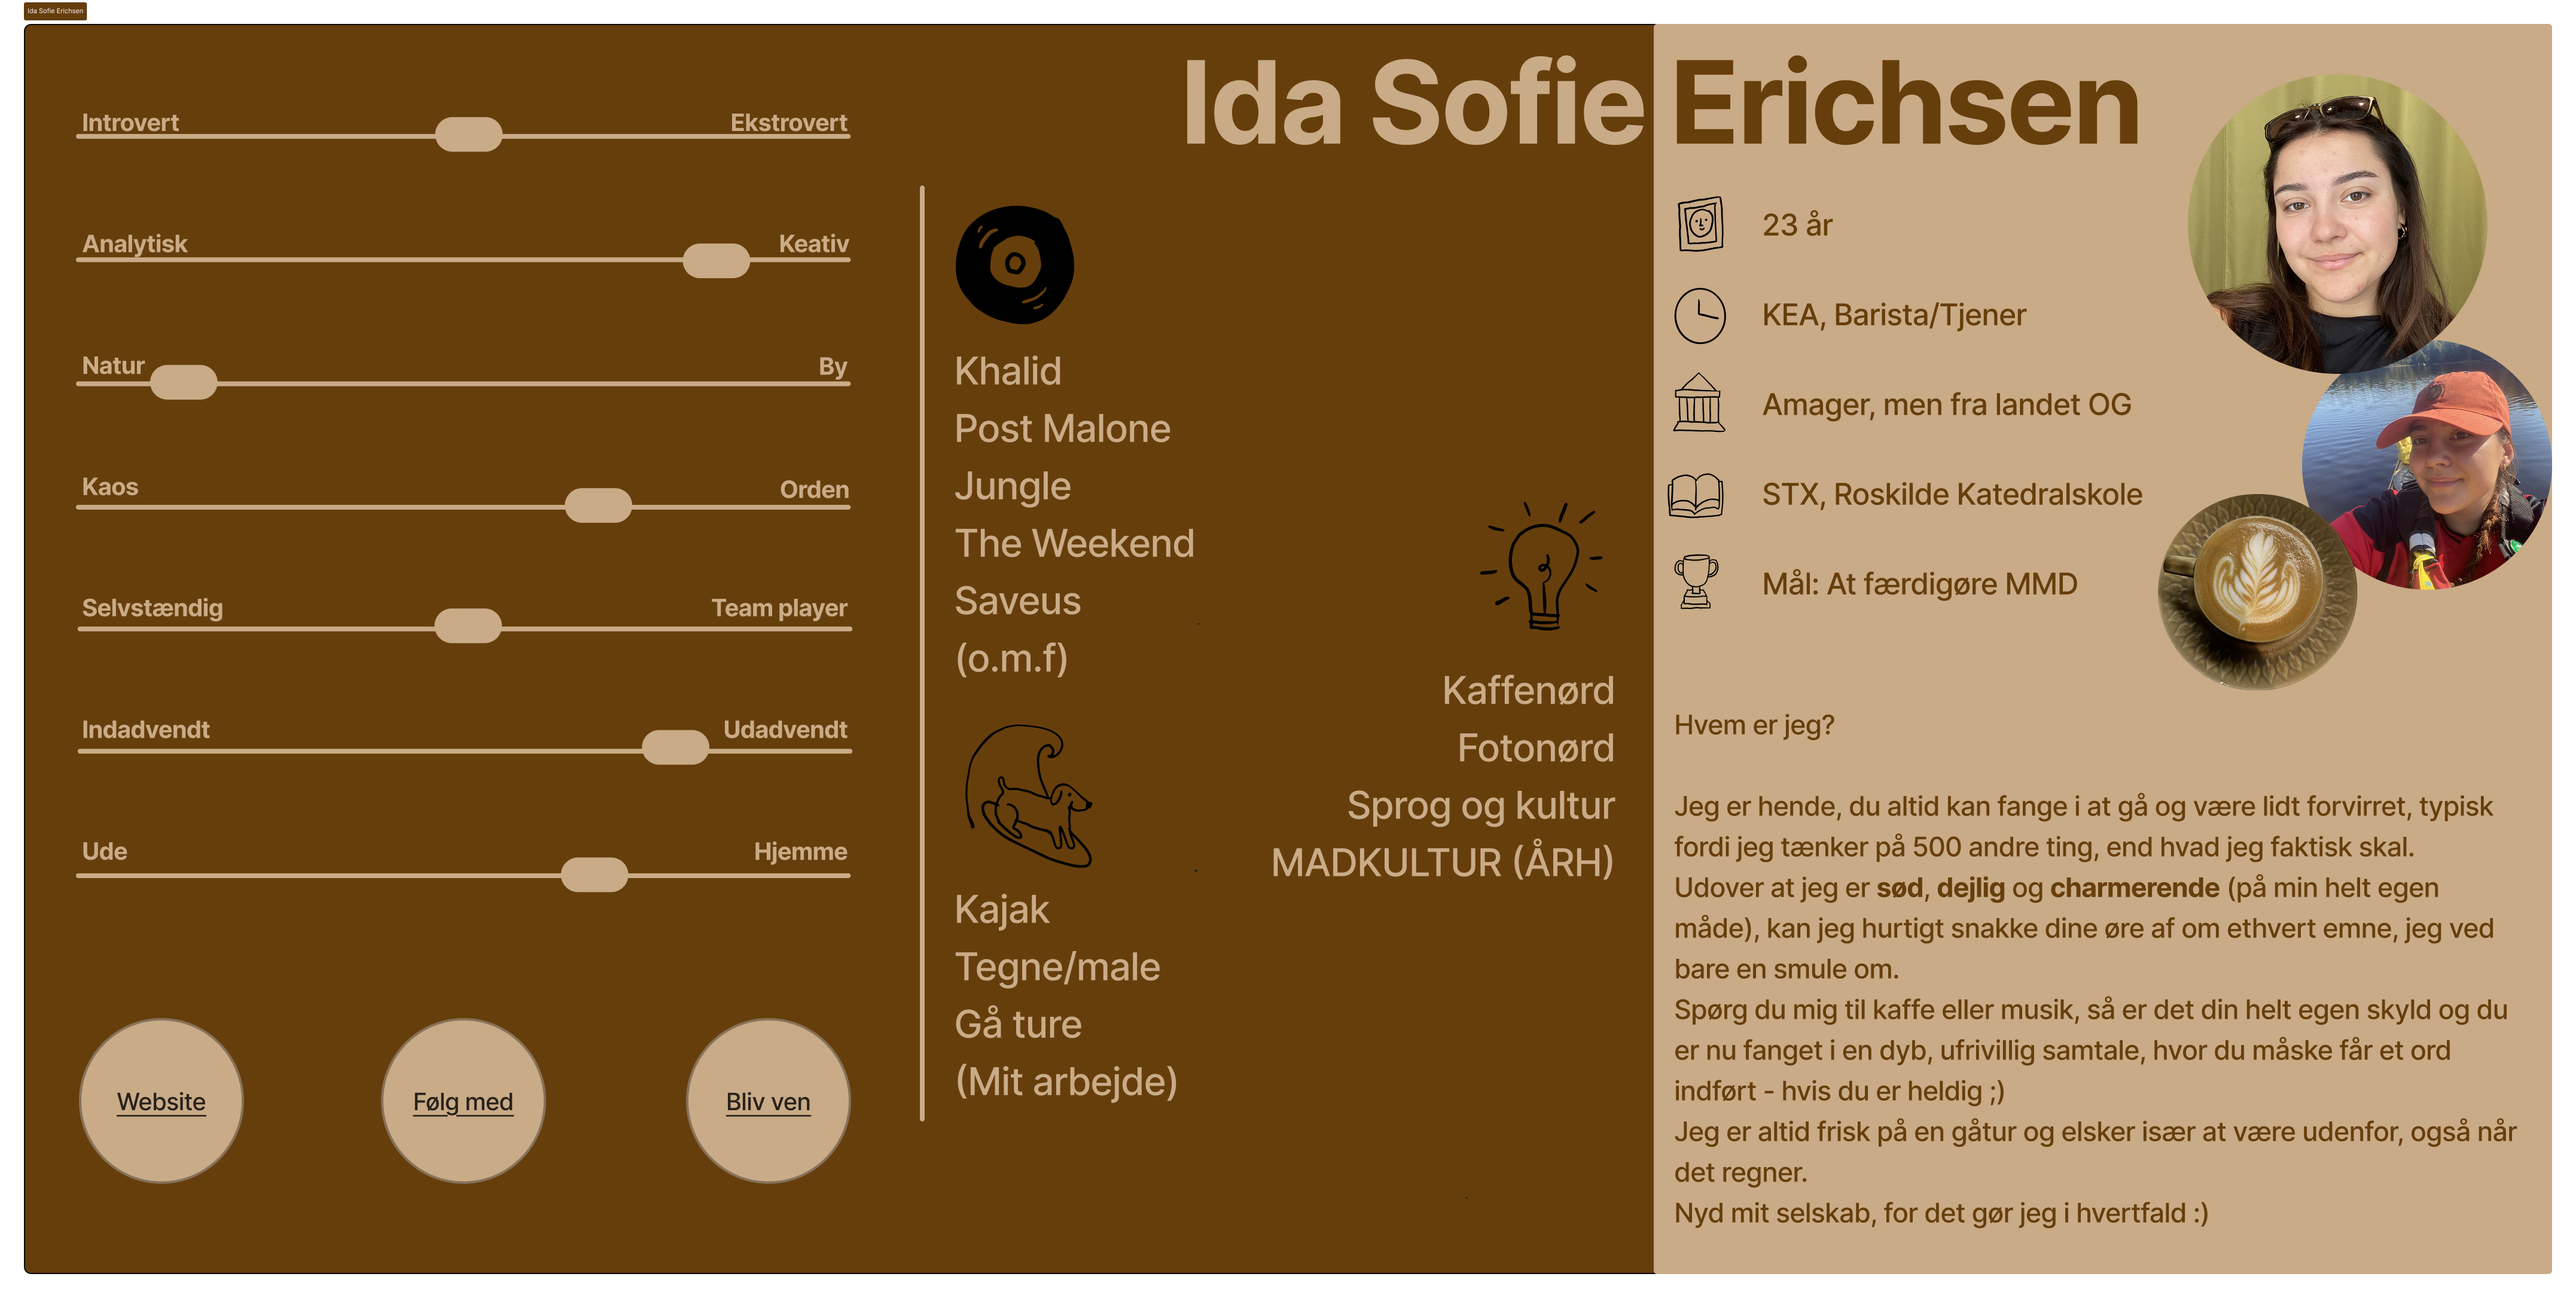 Ida Sofie Erichsen
Ida Sofie Erichsen
Introvert Ekstrovert
Analytisk Keativ
Natur By
Kaos Orden
Selvstændig Team player
Indadvendt Udadvendt
Ude Hjemme
Website Følg med Bliv ven
Khalid
Post Malone
Jungle
The Weekend
Saveus
(o.m.f)
Kajak
Tegne/male
Gå ture
(Mit arbejde)
Kaffenørd
Fotonørd
Sprog og kultur
MADKULTUR (ÅRH)
23 år
KEA, Barista/Tjener
Amager, men fra landet OG
STX, Roskilde Katedralskole
Mål: At færdigøre MMD
Hvem er jeg?
Jeg er hende, du altid kan fange i at gå og være lidt forvirret, typisk
fordi jeg tænker på 500 andre ting, end hvad jeg faktisk skal.
Udover at jeg er sød, dejlig og charmerende (på min helt egen
måde), kan jeg hurtigt snakke dine øre af om ethvert emne, jeg ved
bare en smule om.
Spørg du mig til kaffe eller musik, så er det din helt egen skyld og du
er nu fanget i en dyb, ufrivillig samtale, hvor du måske får et ord
indført - hvis du er heldig ;)
Jeg er altid frisk på en gåtur og elsker især at være udenfor, også når
det regner.
Nyd mit selskab, for det gør jeg i hvertfald :)